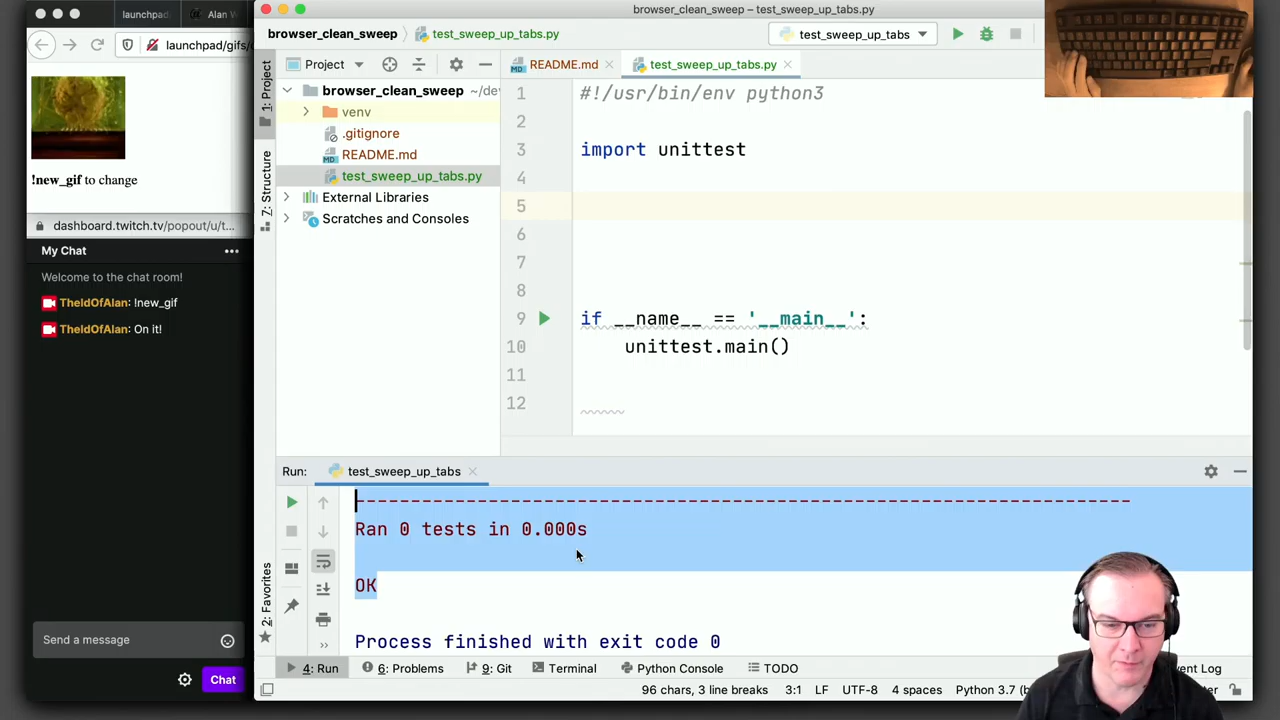 launchpad
Alan W
launchpad/gifs/
!new_gif to change
dashboard.twitch.tv/popout/u/t...
My Chat
Welcome to the chat room!
TheIdOfAlan: !new_gif
TheIdOfAlan: On it!
Send a message
Chat
browser_clean_sweep – test_sweep_up_tabs.py
browser_clean_sweep
test_sweep_up_tabs.py
test_sweep_up_tabs
1: Project
7: Structure
2: Favorites
Project
browser_clean_sweep ~/dev
venv
.gitignore
README.md
test_sweep_up_tabs.py
External Libraries
Scratches and Consoles
README.md
test_sweep_up_tabs.py
1 #!/usr/bin/env python3
2
3 import unittest
4
5
6
7
8
9 if __name__ == '__main__':
10 unittest.main()
11
12
Run: test_sweep_up_tabs
----------------------------------------------------------------------
Ran 0 tests in 0.000s
OK
Process finished with exit code 0
4: Run
6: Problems
9: Git
Terminal
Python Console
TODO
Log
96 chars, 3 line breaks
3:1
LF
UTF-8
4 spaces
Python 3.7